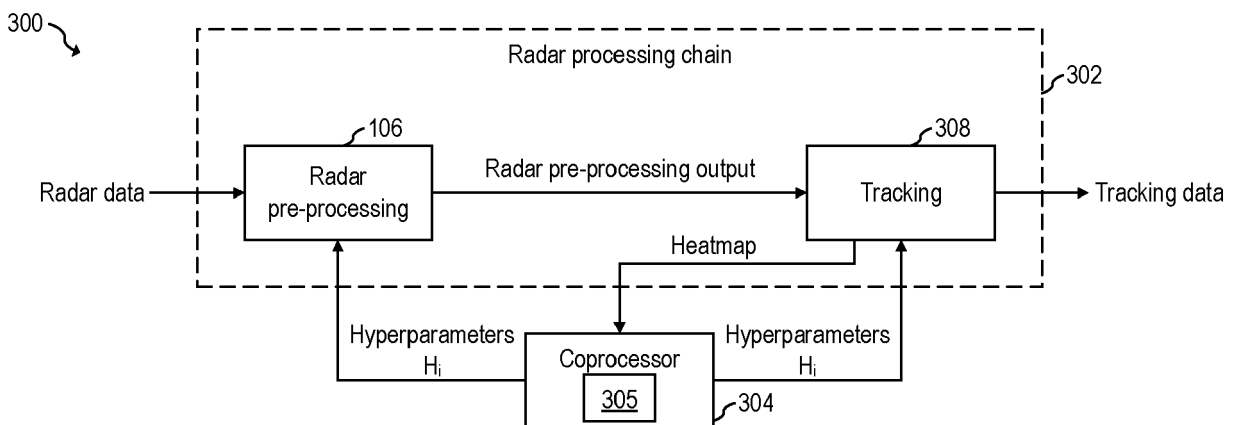 300
Radar processing chain
302
106
308
Radar data
Radar
pre-processing
Radar pre-processing output
Tracking
Tracking data
Heatmap
Hyperparameters
Hi
Coprocessor
305
Hyperparameters
Hi
304